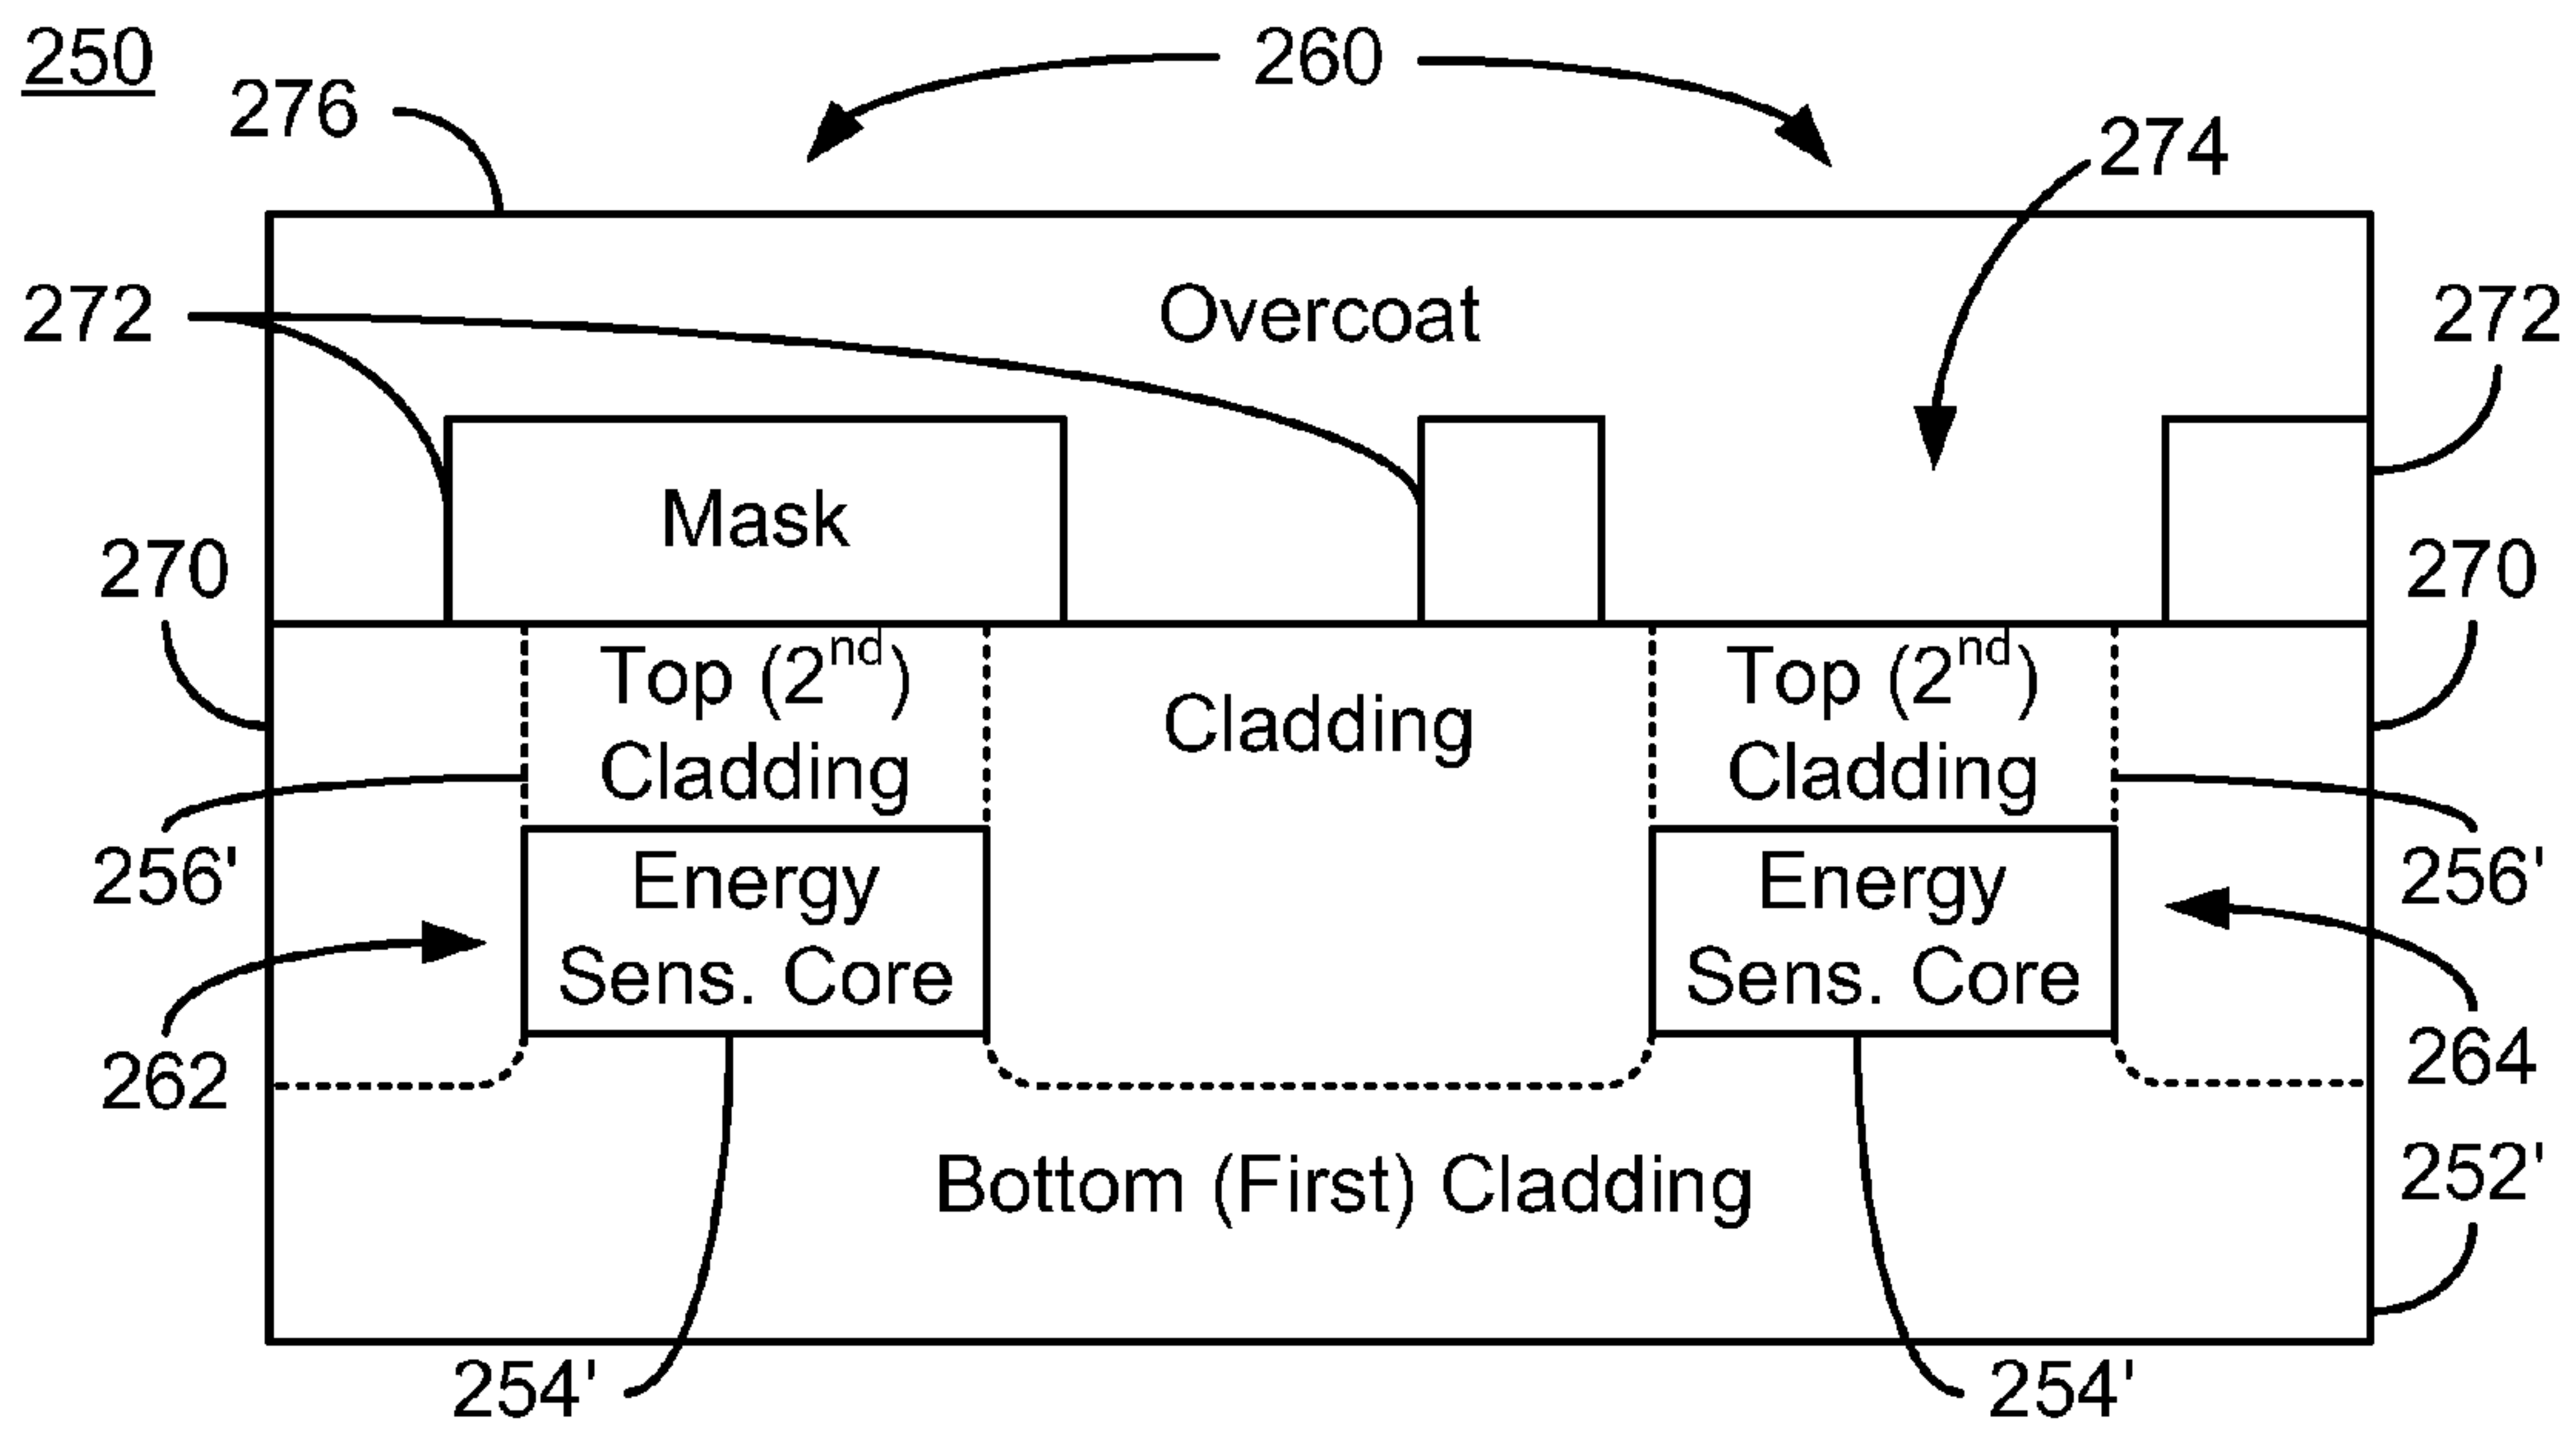 250
260
276
274
272
Overcoat
272
Mask
270
270
Top (2nd)
Cladding
Cladding
Top (2nd)
Cladding
256'
Energy
Sens. Core
Energy
Sens. Core
256'
262
264
Bottom (First) Cladding
252'
254'
254'